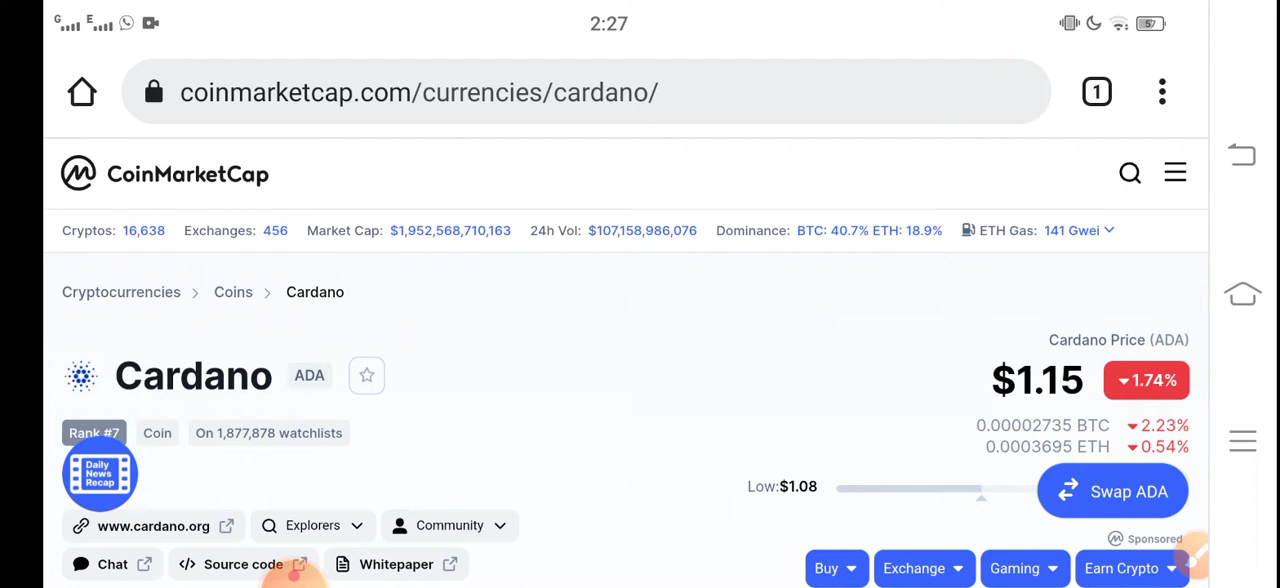 G E 2:27 57
coinmarketcap.com/currencies/cardano/ 1
CoinMarketCap
Cryptos: 16,638 Exchanges: 456 Market Cap: $1,952,568,710,163 24h Vol: $107,158,986,076 Dominance: BTC: 40.7% ETH: 18.9% ETH Gas: 141 Gwei
Cryptocurrencies > Coins > Cardano
Cardano Price (ADA)
Cardano ADA $1.15 1.74%
0.00002735 BTC 2.23%
Rank #7 Coin On 1,877,878 watchlists
0.0003695 ETH 0.54%
Daily
News
Recap
Low:$1.08 Swap ADA
www.cardano.org Explorers Community
Sponsored
Chat Source code Whitepaper Buy Exchange Gaming Earn Crypto